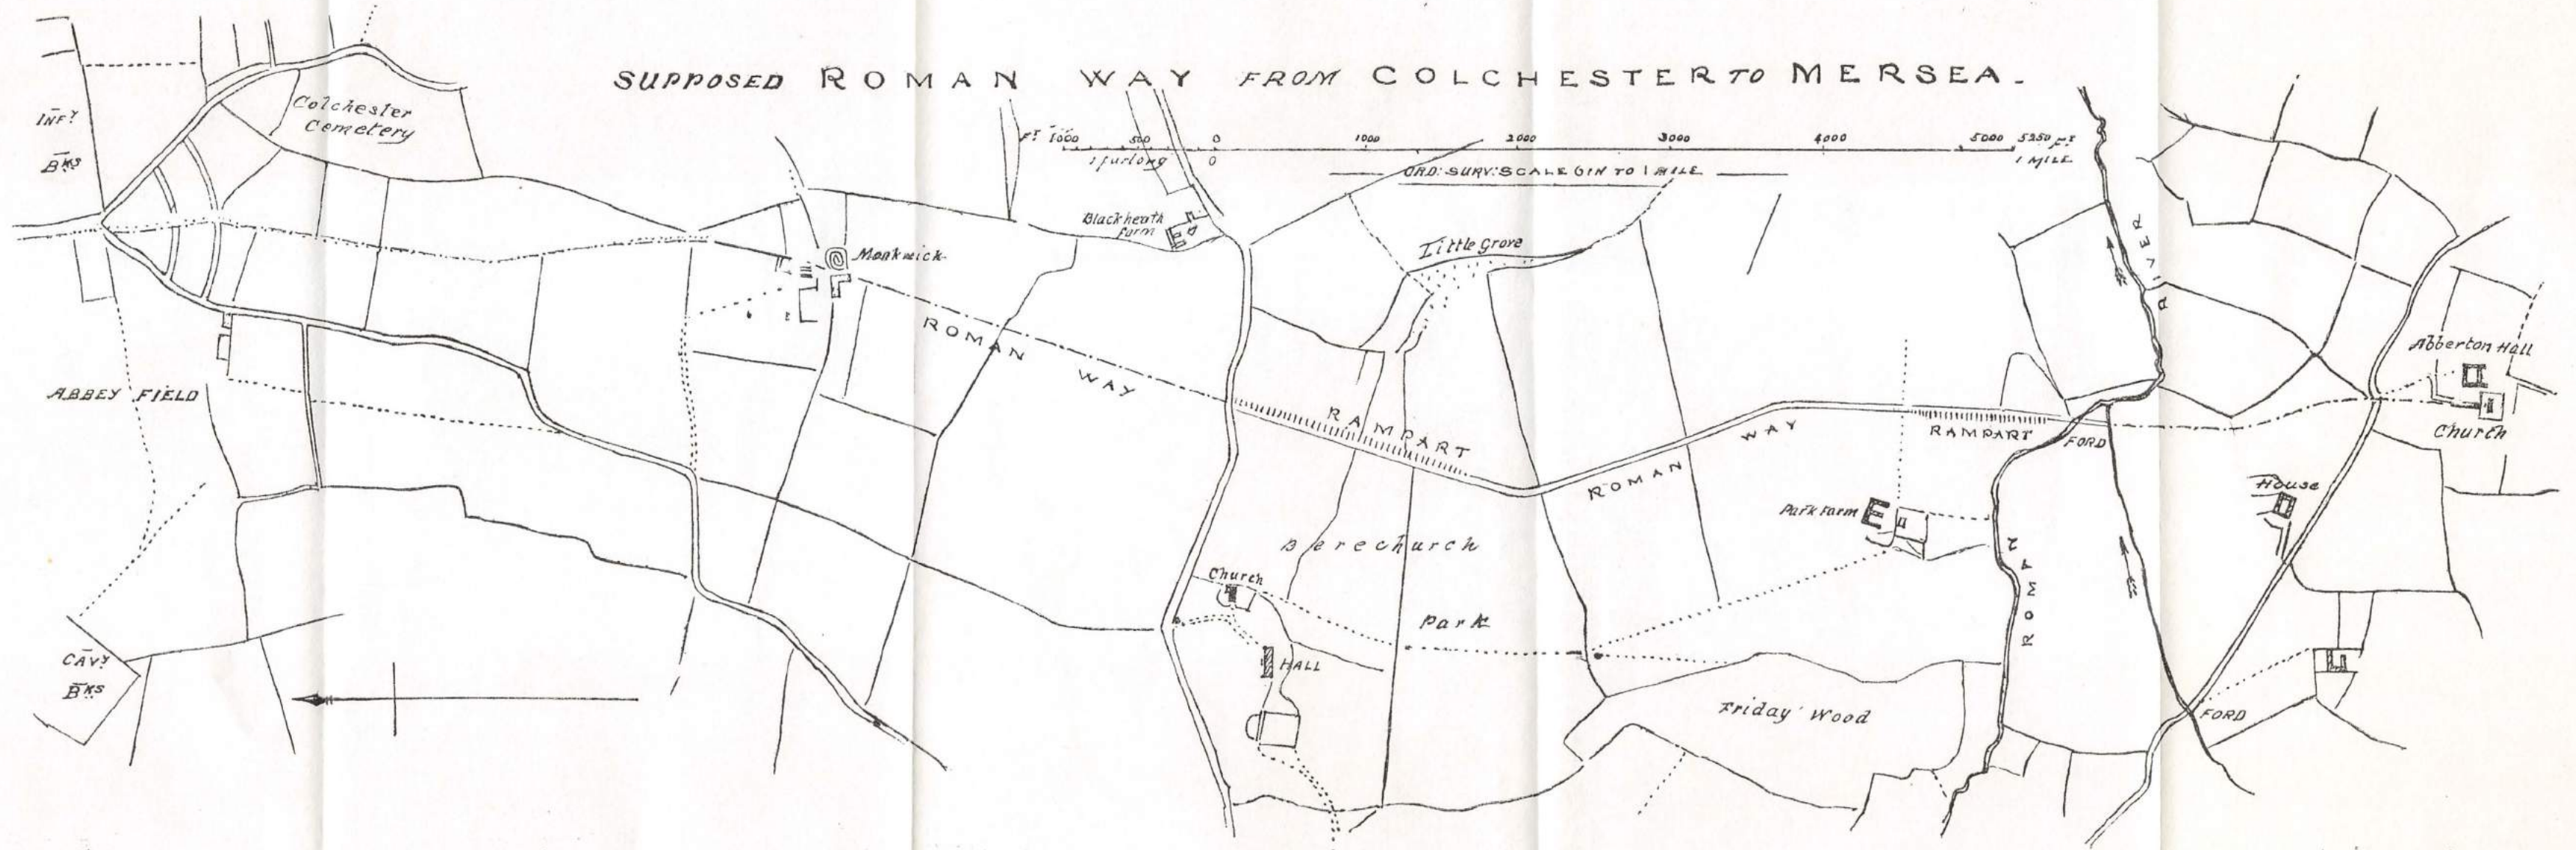 SUPPOSED ROMAN WAY FROM COLCHESTER TO MERSEA.
FT 1000 500 0 1000 2000 3000 4000 5000 5280 FT
1 furlong 0 1 MILE
ORD: SURV: SCALE 6IN TO 1 MILE
INFY
BKS
Colchester
Cemetery
ABBEY FIELD
CAVY
BKS
Monkwick
Blackheath
farm
ROMAN WAY
Little Grove
RAMPART
ROMAN WAY
RAMPART
FORD
RIVER
ROMAN
Berechurch
Park
Church
HALL
Park Farm
Friday Wood
Abberton Hall
Church
House
FORD